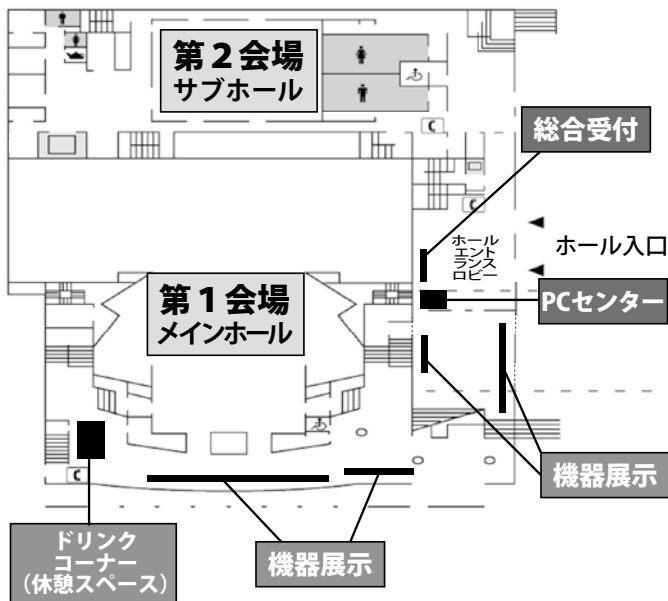 第2会場
サブホール
総合受付
ホール
エント
ランス
ロビー
ホール入口
第1会場
メインホール
PCセンター
機器展示
ドリンク
コーナー
(休憩スペース)
機器展示